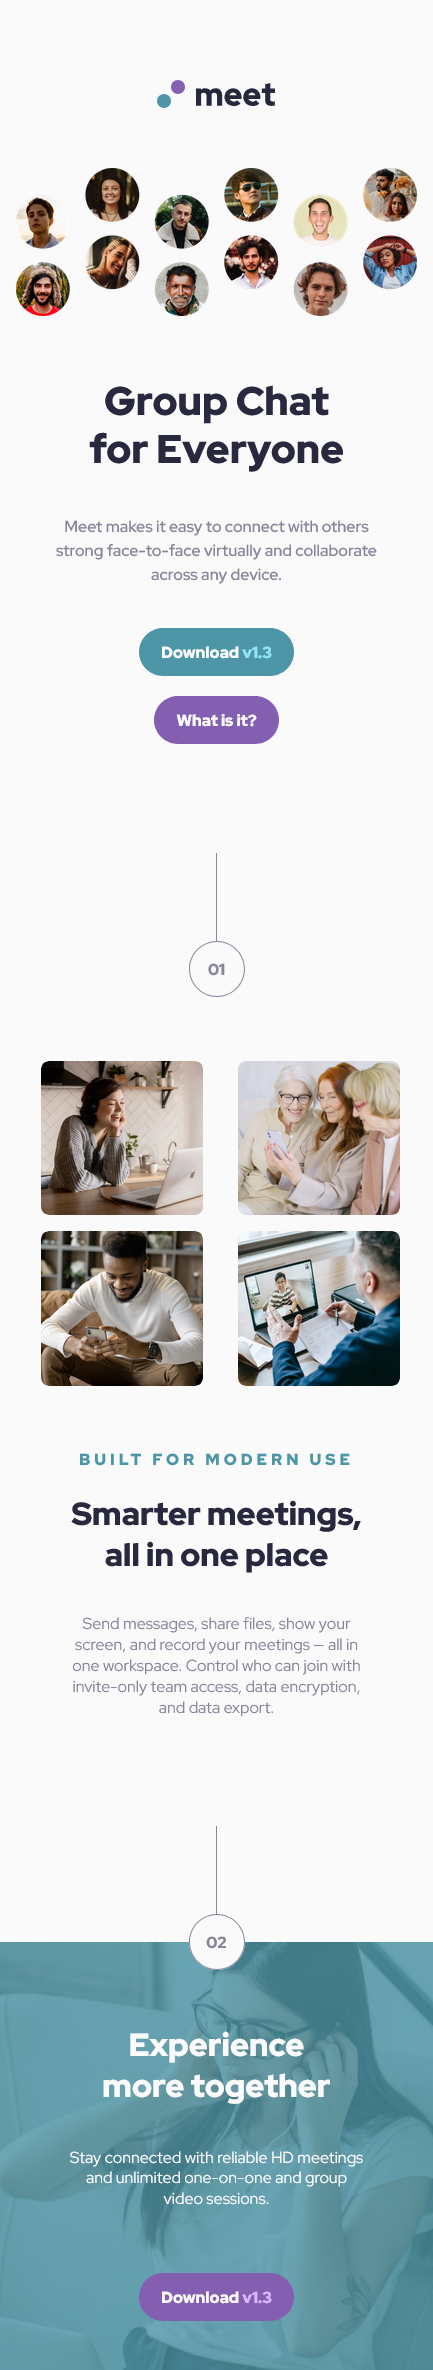 meet
Group Chat
for Everyone
Meet makes it easy to connect with others
strong face-to-face virtually and collaborate
across any device.
Download v1.3
What is it?
01
BUILT FOR MODERN USE
Smarter meetings,
all in one place
Send messages, share files, show your
screen, and record your meetings — all in
one workspace. Control who can join with
invite-only team access, data encryption,
and data export.
02
Experience
more together
Stay connected with reliable HD meetings
and unlimited one-on-one and group
video sessions.
Download v1.3